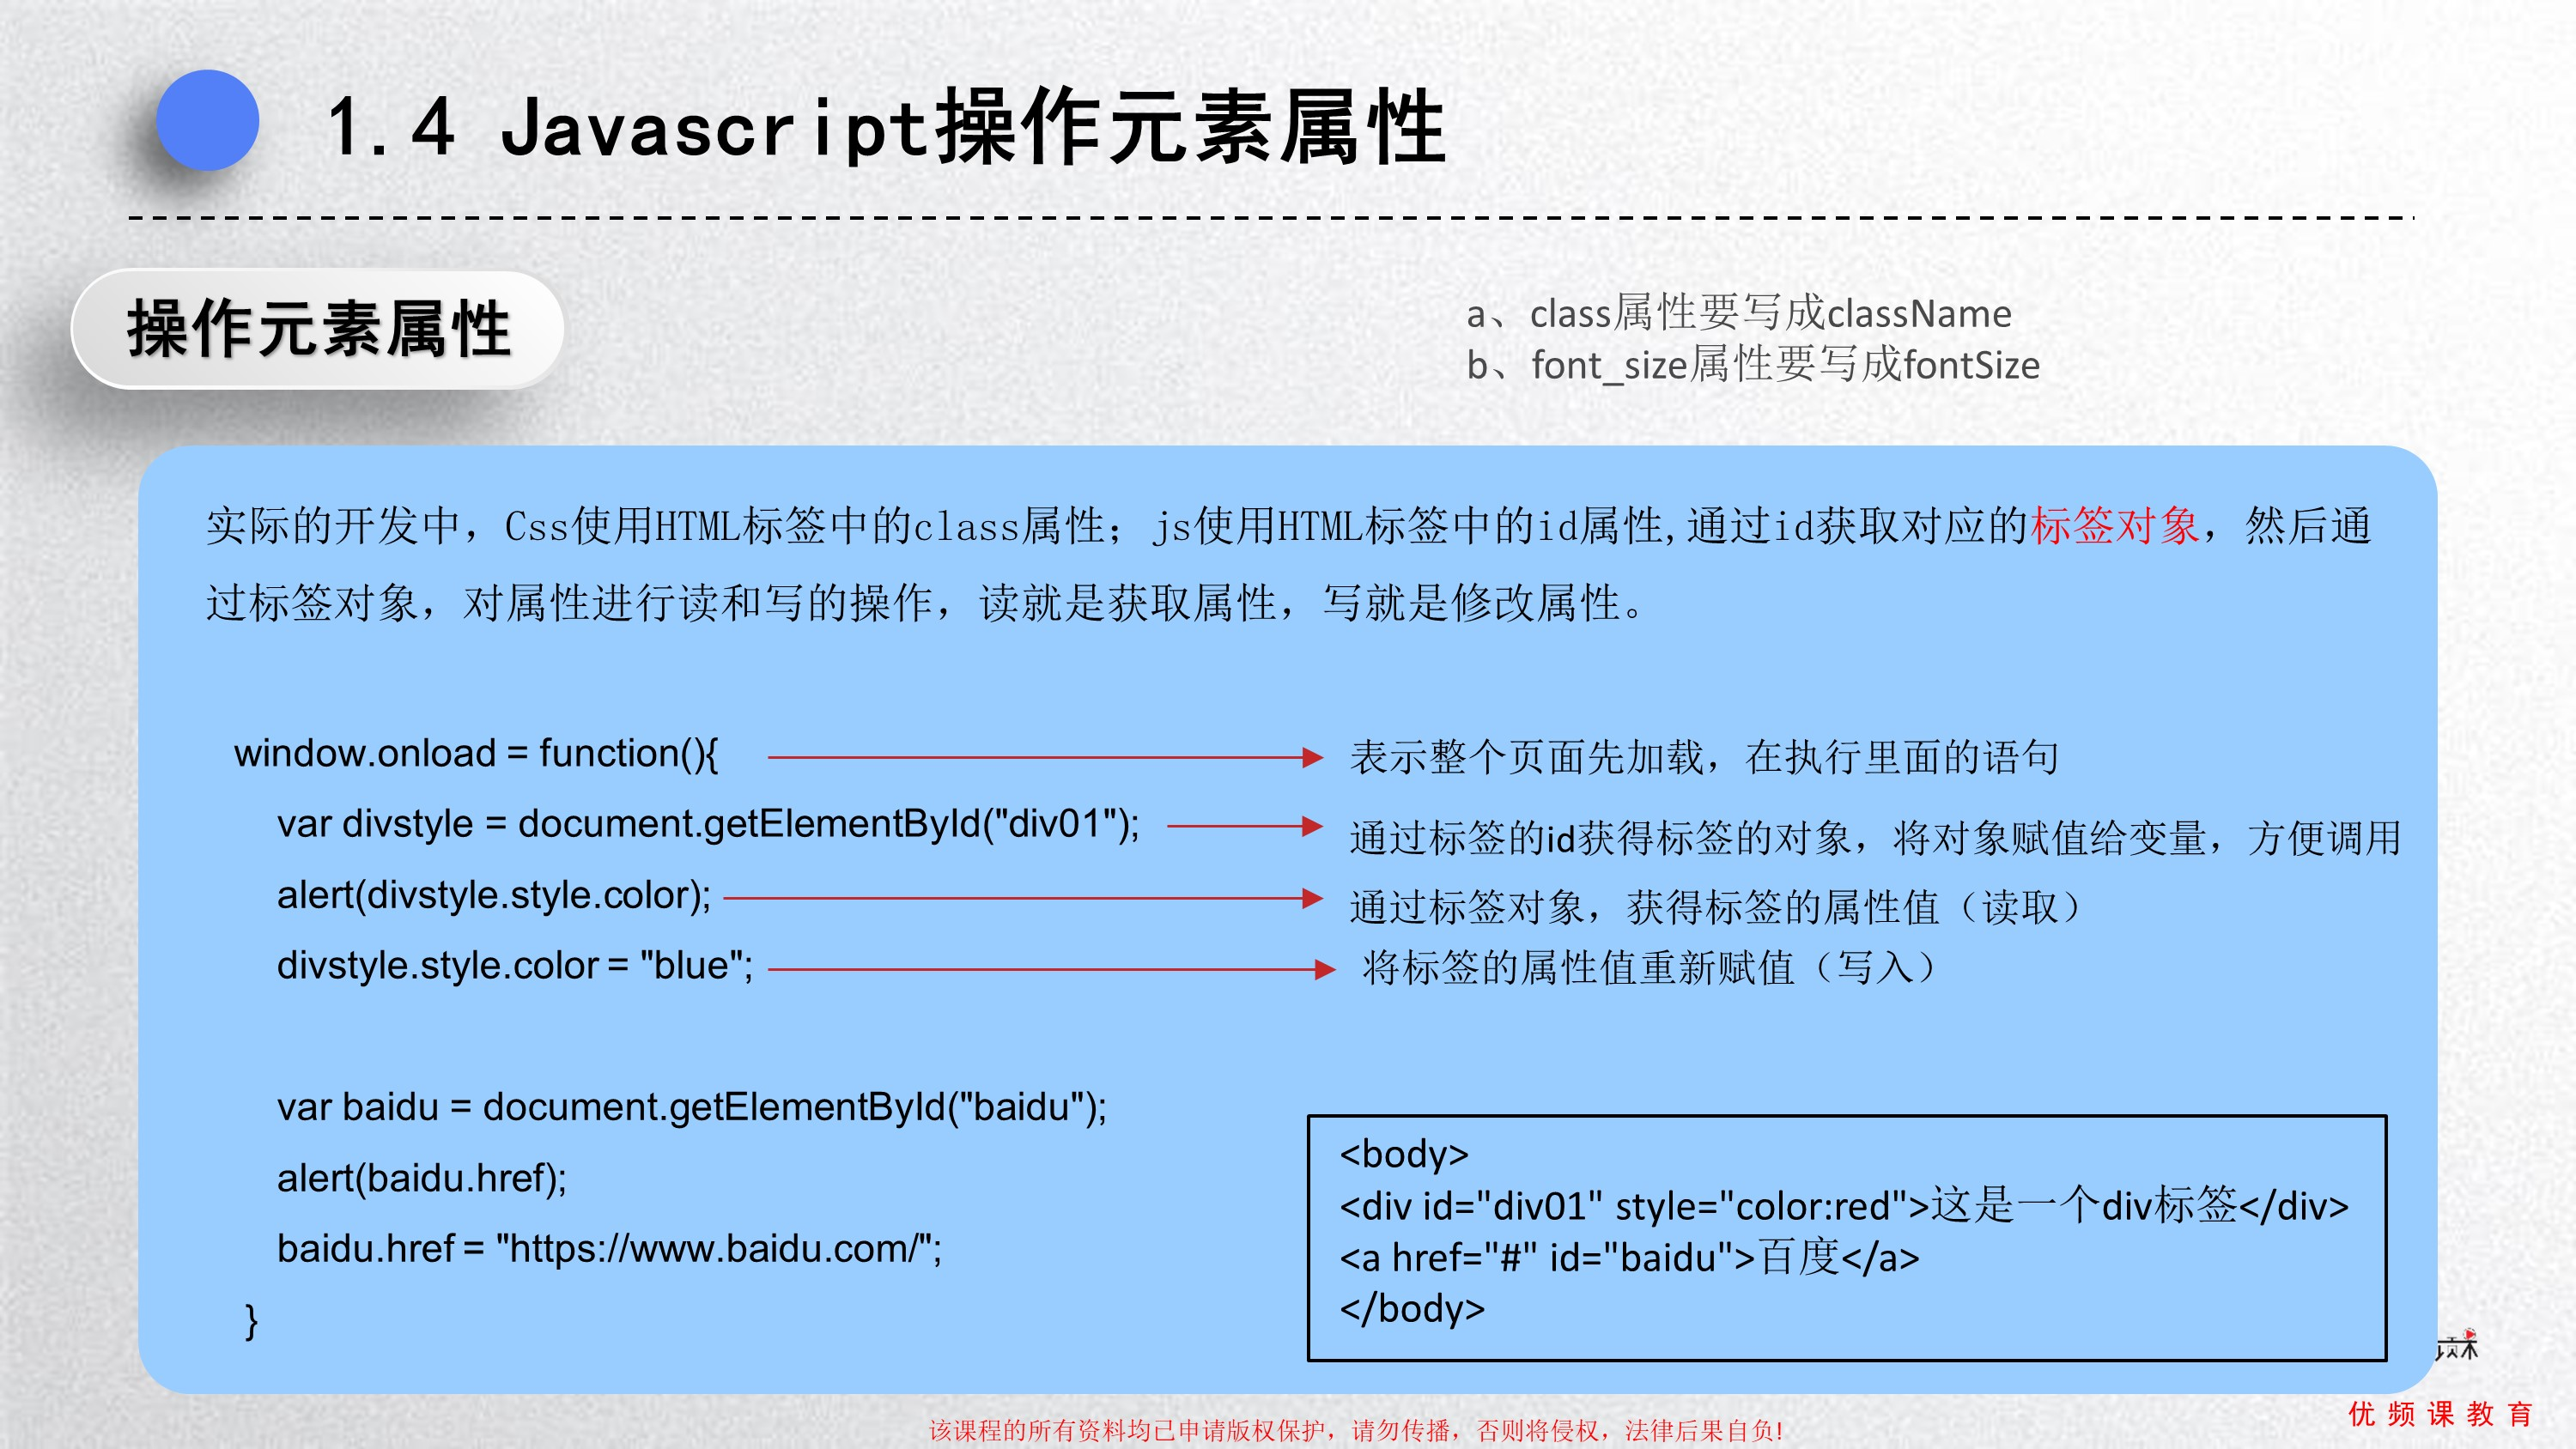 1.4 Javascript操作元素属性
操作元素属性
a、class属性要写成className
b、font_size属性要写成fontSize
实际的开发中，Css使用HTML标签中的class属性；js使用HTML标签中的id属性,通过id获取对应的标签对象，然后通
过标签对象，对属性进行读和写的操作，读就是获取属性，写就是修改属性。
window.onload = function(){
表示整个页面先加载，在执行里面的语句
var divstyle = document.getElementById("div01");
通过标签的id获得标签的对象，将对象赋值给变量，方便调用
alert(divstyle.style.color);
通过标签对象，获得标签的属性值（读取）
divstyle.style.color = "blue";
将标签的属性值重新赋值（写入）
var baidu = document.getElementById("baidu");
alert(baidu.href);
baidu.href = "https://www.baidu.com/";
}
<body>
<div id="div01" style="color:red">这是一个div标签</div>
<a href="#" id="baidu">百度</a>
</body>
优频课教育
该课程的所有资料均已申请版权保护，请勿传播，否则将侵权，法律后果自负!